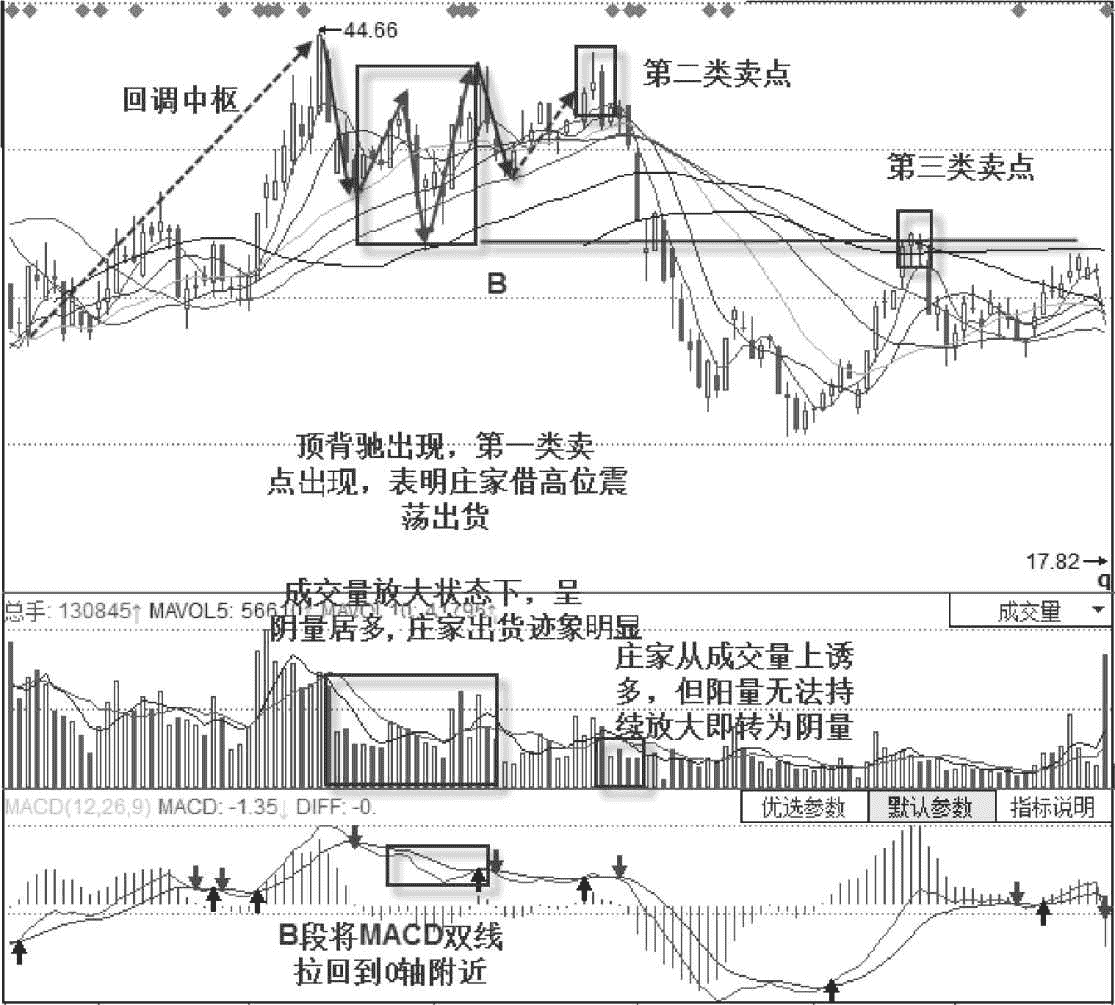 44.66
回调中枢
第二类卖点
第三类卖点
B
顶背驰出现，第一类卖
点出现，表明庄家借高位震
荡出货
17.82
q
成交量放大状态下，呈
总手: 130845↑ MAVOL5: 566
成交量
阴量居多, 庄家出货迹象明显
庄家从成交量上诱
多，但阳量无法持
续放大即转为阴量
MACD(12,26,9) MACD: -1.35↓ DIFF: -0.
优选参数 默认参数 指标说明
B段将MACD双线
拉回到0轴附近